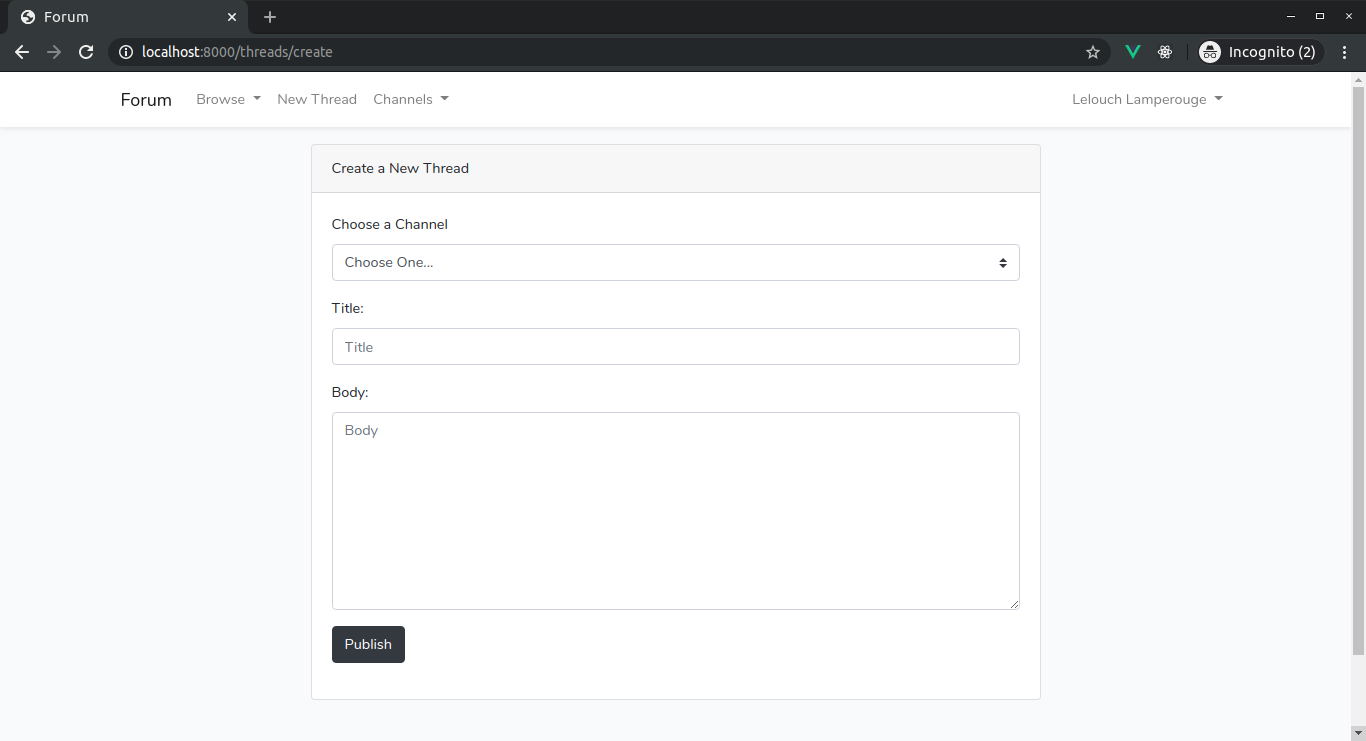 Forum
localhost:8000/threads/create
Incognito (2)
Forum Browse New Thread Channels Lelouch Lamperouge
Create a New Thread
Choose a Channel
Choose One...
Title:
Title
Body:
Body
Publish